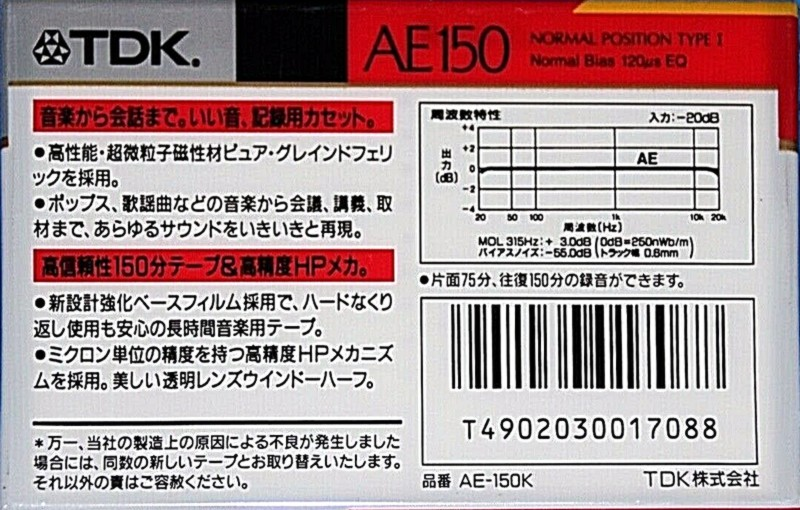 TDK.
AE150
NORMAL POSITION TYPE I
Normal Bias 120μs EQ
音楽から会話まで。いい音、記録用カセット。
●高性能・超微粒子磁性材ピュア・グレインドフェリ
ックを採用。
●ポップス、歌謡曲などの音楽から会議、講義、取
材まで、あらゆるサウンドをいきいきと再現。
高信頼性150分テープ&高精度HPメカ。
●新設計強化ベースフィルム採用で、ハードなくり
返し使用も安心の長時間音楽用テープ。
●ミクロン単位の精度を持つ高精度HPメカニズ
ムを採用。美しい透明レンズウインドーハーフ。
*万一、当社の製造上の原因による不良が発生しました
場合には、同数の新しいテープとお取り替えいたします。
それ以外の責はご容赦ください。
周波数特性
入力:-20dB
出力(dB)
+4
+2
0
-2
-4
AE
20 50 100 1k 10k 20k
周波数(Hz)
MOL 315Hz:+ 3.0dB (0dB=250nWb/m)
バイアスノイズ:-55.0dB (トラック幅 0.6mm)
●片面75分、往復150分の録音ができます。
T4902030017088
品番 AE-150K
TDK株式会社